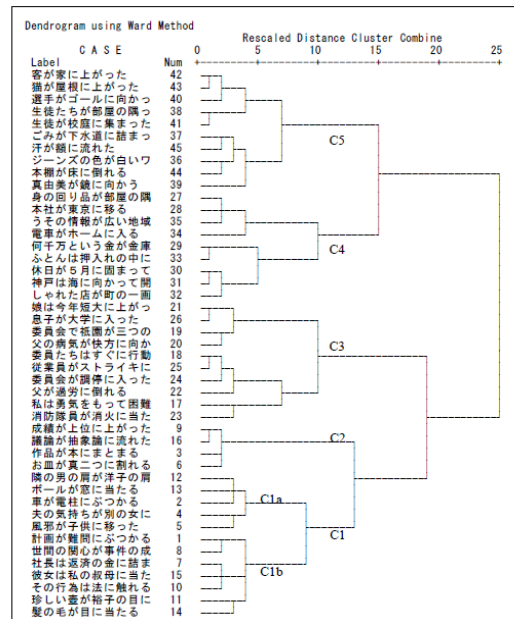 Dendrogram using Ward Method
Rescaled Distance Cluster Combine
C A S E 0 5 10 15 20 25
Label Num
客が家に上がった 42
猫が屋根に上がった 43
選手がゴールに向かっ 40
生徒たちが部屋の隅っ 38
生徒が校庭に集まった 41
ごみが下水道に詰まっ 37
汗が額に流れた 45
ジーンズの色が白いワ 36
本棚が床に倒れる 44
真由美が鏡に向かう 39
身の回り品が部屋の隅 27
本社が東京に移る 28
うその情報が広い地域 35
電車がホームに入る 34
何千万という金が金庫 29
ふとんは押入れの中に 33
休日が5月に固まって 30
神戸は海に向かって開 31
しゃれた店が町の一画 32
娘は今年短大に上がっ 21
息子が大学に入った 26
委員会で祇園が三つの 19
父の病気が快方に向か 20
委員たちはすぐに行動 18
従業員がストライキに 25
委員会が調停に入った 24
父が過労に倒れる 22
私は勇気をもって困難 17
消防隊員が消火に当た 23
成績が上位に上がった 9
議論が抽象論に流れた 16
作品が本にまとまる 3
お皿が真二つに割れる 6
隣の男の肩が洋子の肩 12
ボールが窓に当たる 13
車が電柱にぶつかる 2
夫の気持ちが別の女に 4
風邪が子供に移った 5
計画が難問にぶつかる 1
世間の関心が事件の成 8
社長は返済の金に詰ま 7
彼女は私の叔母に当た 15
その行為は法に触れる 10
珍しい壺が裕子の目に 11
髪の毛が目に当たる 14
C5
C4
C3
C2
C1a
C1
C1b